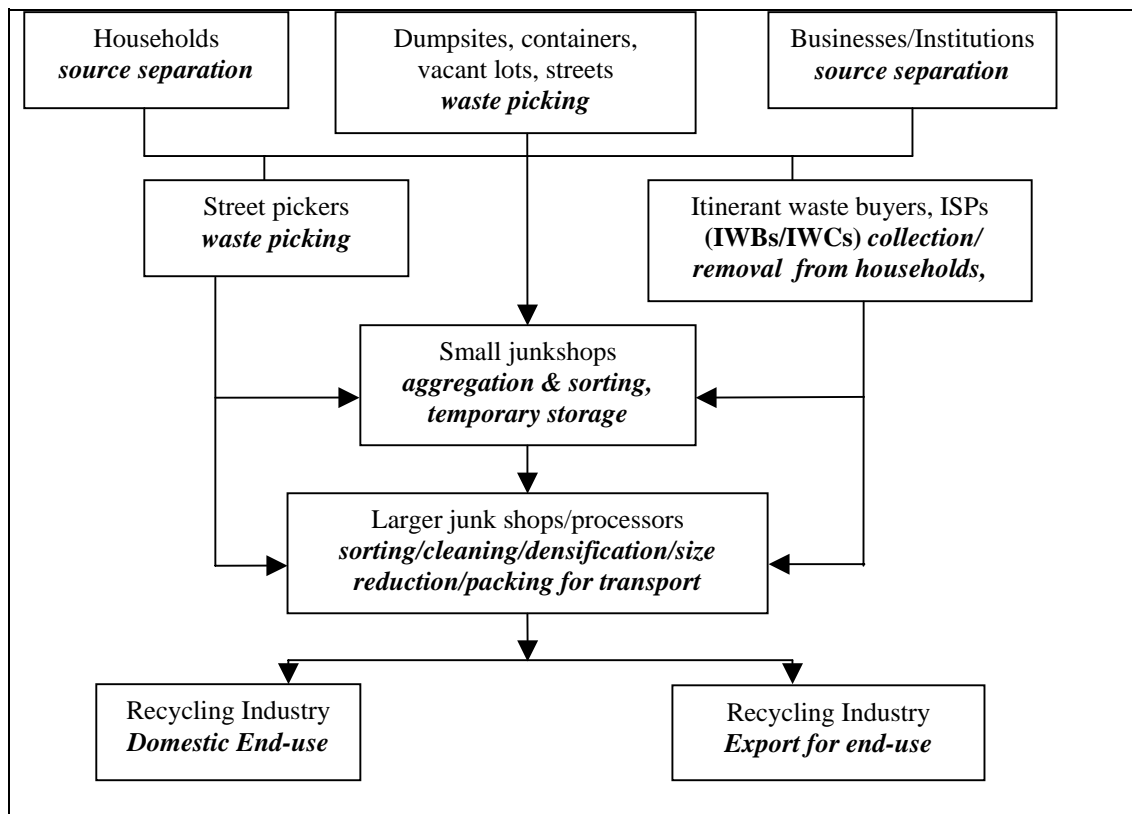 Households
source separation
Dumpsites, containers,
vacant lots, streets
waste picking
Businesses/Institutions
source separation
Street pickers
waste picking
Itinerant waste buyers, ISPs
(IWBs/IWCs) collection/
removal from households,
Small junkshops
aggregation & sorting,
temporary storage
Larger junk shops/processors
sorting/cleaning/densification/size
reduction/packing for transport
Recycling Industry
Domestic End-use
Recycling Industry
Export for end-use